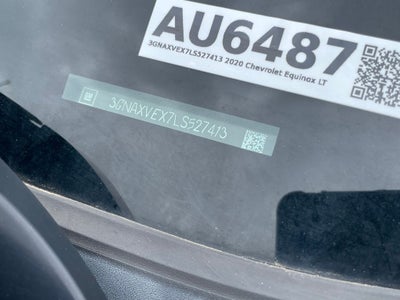 AU6487
3GNAXVEX7LS527413 2020 Chevrolet Equinox LT
3GNAXVEX7LS527413